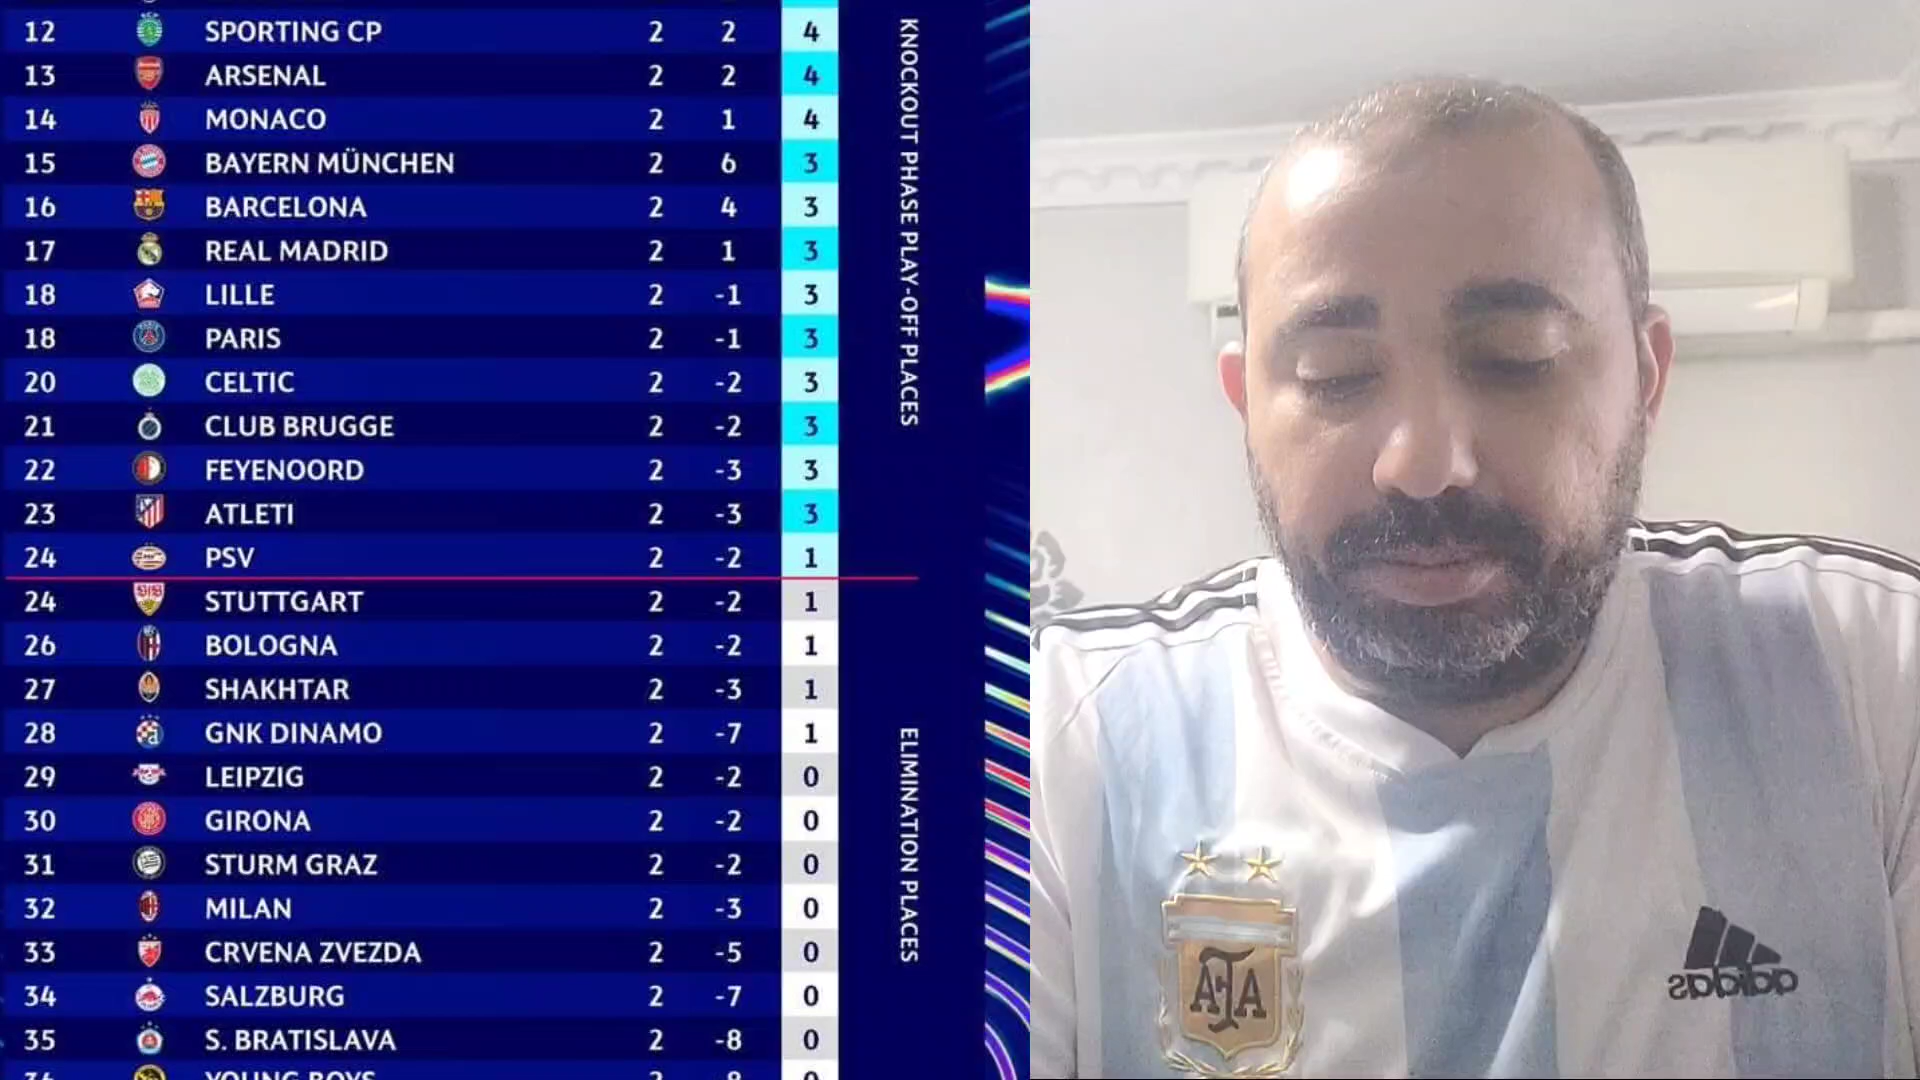 12 SPORTING CP 2 2 4
13 ARSENAL 2 2 4
14 MONACO 2 1 4
15 BAYERN MÜNCHEN 2 6 3
16 BARCELONA 2 4 3
17 REAL MADRID 2 1 3
18 LILLE 2 -1 3
18 PARIS 2 -1 3
20 CELTIC 2 -2 3
21 CLUB BRUGGE 2 -2 3
22 FEYENOORD 2 -3 3
23 ATLETI 2 -3 3
24 PSV 2 -2 1
KNOCKOUT PHASE PLAY-OFF PLACES
24 STUTTGART 2 -2 1
26 BOLOGNA 2 -2 1
27 SHAKHTAR 2 -3 1
28 GNK DINAMO 2 -7 1
29 LEIPZIG 2 -2 0
30 GIRONA 2 -2 0
31 STURM GRAZ 2 -2 0
32 MILAN 2 -3 0
33 CRVENA ZVEZDA 2 -5 0
34 SALZBURG 2 -7 0
35 S. BRATISLAVA 2 -8 0
YOUNG BOYS
ELIMINATION PLACES
AFA
adidas